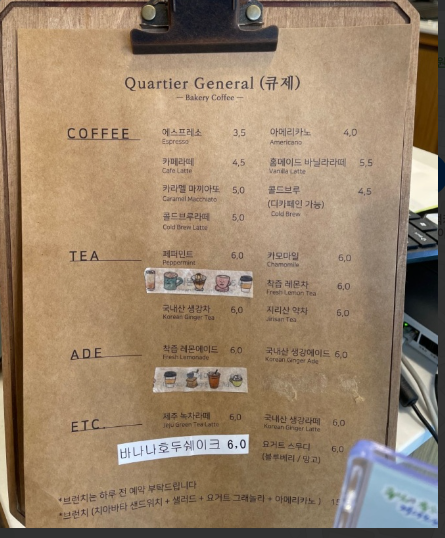 Quartier General (큐제)
— Bakery Coffee —
COFFEE
에스프레소 3,5 아메리카노 4,0
Espresso Americano
카페라떼 4,5 홈메이드 바닐라라떼 5,5
Cafe Latte Vanilla Latte
카라멜 마끼아또 5,0 콜드브루 4,5
Caramell Macchiato (디카페인 가능)
콜드브루라떼 5,0 Cold Brew
Cold Brew Latte
TEA
페퍼민트 6,0 카모마일 6,0
Peppermint Chamomile
직접 레몬차 6,0
Fresh Lemon Tea
국내산 생강차 6,0 지리산 약차 6,0
Korean Ginger Tea Jirisan Tea
ADE
직접 레몬에이드 6,0 국내산 생강에이드 6,0
Fresh Lemonade Korean Ginger Ade
ETC.
제주 녹차라떼 6,0 국내산 생강라떼 6,0
Jeju Green Tea Latte Korean Ginger Latte
바나나호두쉐이크 6.0 요거트 스무디 6,0
(블루베리 / 망고)
*브런치는 하루 전 예약 부탁드립니다
*브런치 (치아바타 샌드위치 + 샐러드 + 요거트 그래놀라 + 아메리카노 )